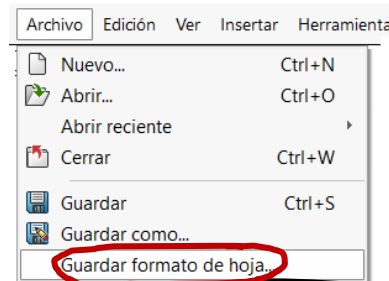 Archivo Edición Ver Insertar Herramienta
Nuevo... Ctrl+N
Abrir... Ctrl+O
Abrir reciente
Cerrar Ctrl+W
Guardar Ctrl+S
Guardar como...
Guardar formato de hoja...